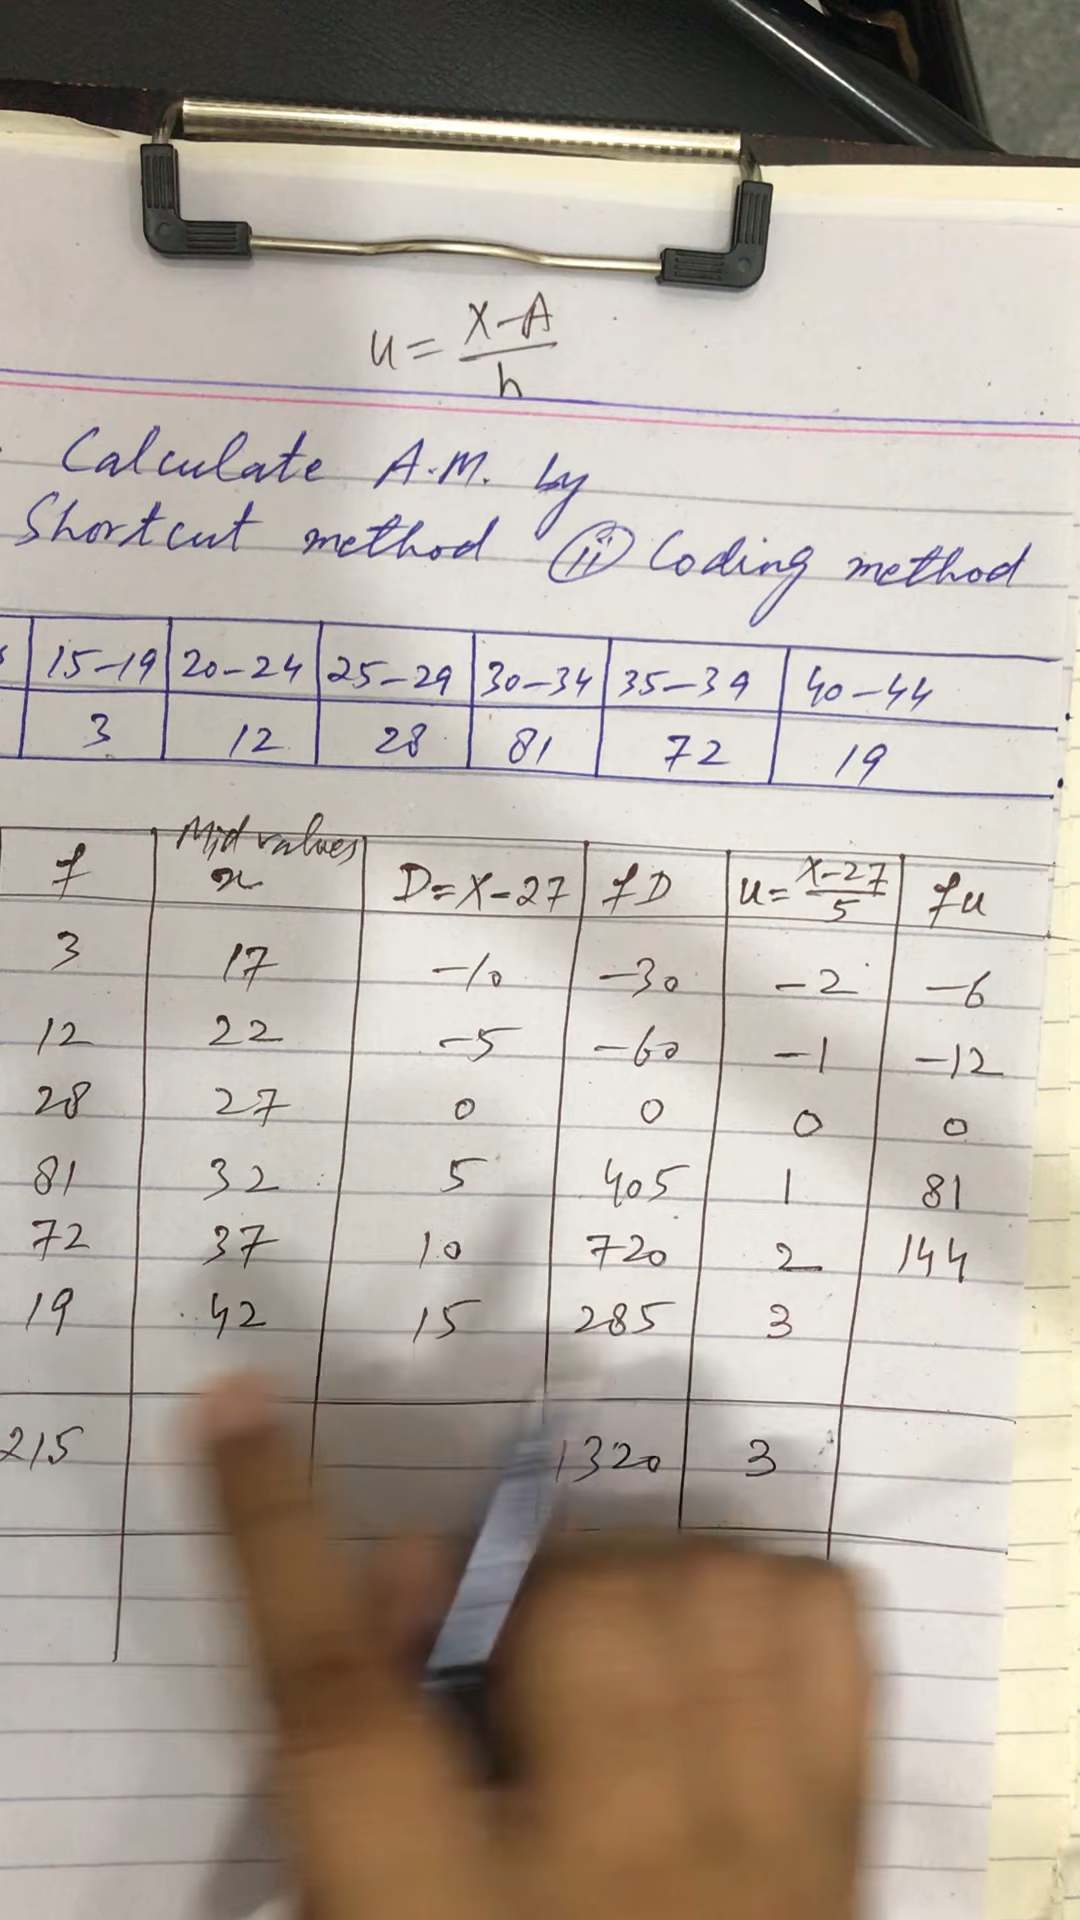 u = X-A / h
Calculate A.M. by
Shortcut method (ii) Coding method
15-19 20-24 25-29 30-34 35-39 40-44
3 12 28 81 72 19
f Mid values x D=X-27 fD u=X-27/5 fu
3 17 -10 -30 -2 -6
12 22 -5 -60 -1 -12
28 27 0 0 0 0
81 32 5 405 1 81
72 37 10 720 2 144
19 42 15 285 3
215 1320 3